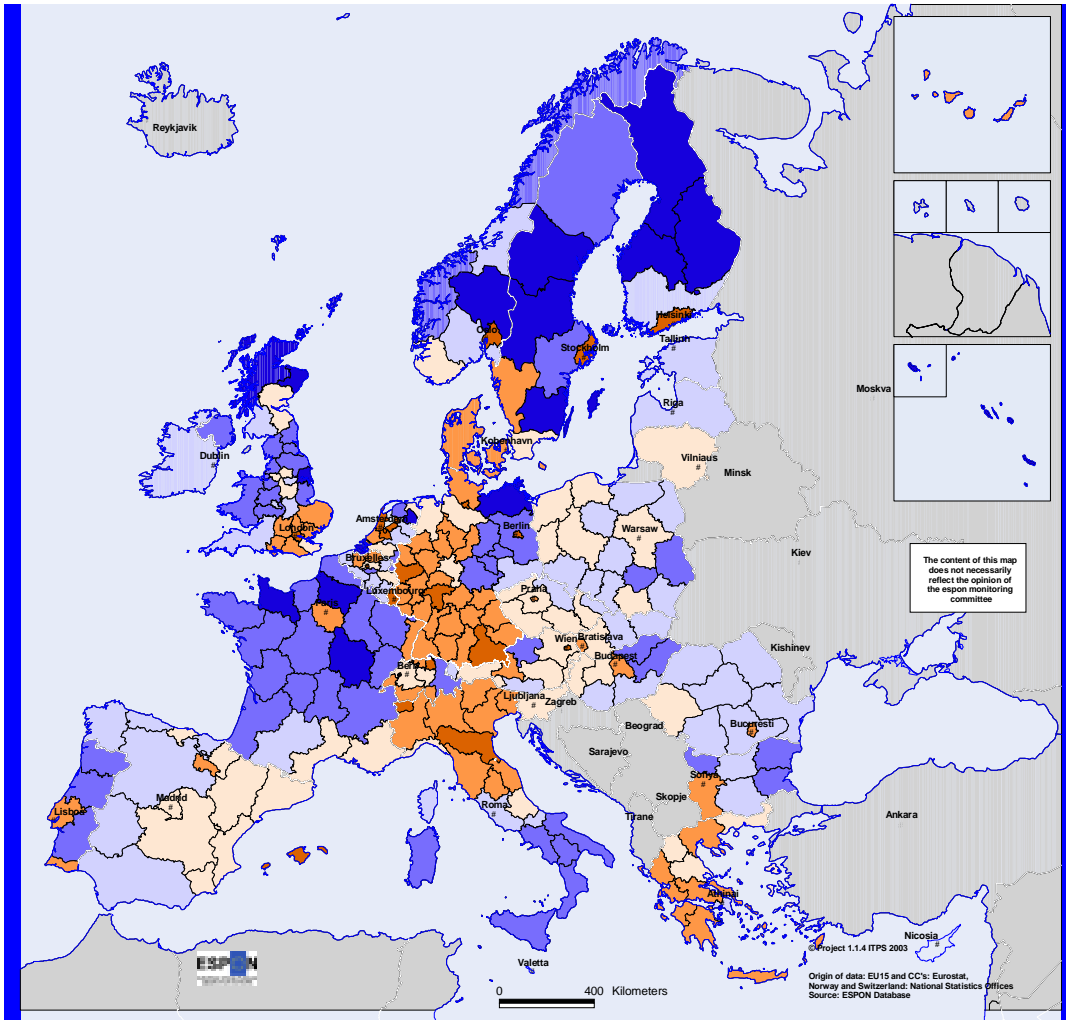 Reykjavik
Oslo
Helsinki
Tallinn
#
Stockholm
Moskva
Riga
#
Dublin
#
Kobenhavn
Vilniaus
#
Minsk
London
Amsterdam
Berlin
Warsaw
#
Kiev
Bruxelles
Luxembourg
Praha
The content of this map
does not necessarily
reflect the opinion of
the espon monitoring
committee
Paris
#
Wien
Bratislava
#
Budapest
#
Kishinev
Bern
#
Ljubljana
#
Zagreb
Beograd
Bucuresti
#
Sarajevo
Sofiya
#
Madrid
#
Lisboa
Roma
#
Skopje
Tirane
Ankara
Athinai
Nicosia
#
Valetta
ESPON
0 400 Kilometers
© Project 1.1.4 ITPS 2003
Origin of data: EU15 and CC's: Eurostat,
Norway and Switzerland: National Statistics Offices
Source: ESPON Database